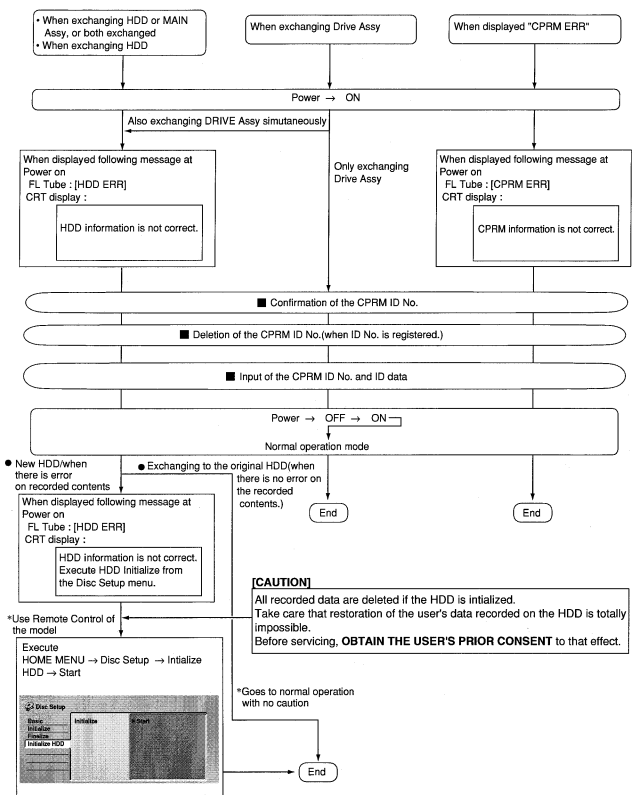 • When exchanging HDD or MAIN
Assy, or both exchanged
• When exchanging HDD
When exchanging Drive Assy
When displayed "CPRM ERR"
Power → ON
Also exchanging DRIVE Assy simutaneously
When displayed following message at
Power on
FL Tube : [HDD ERR]
CRT display :
HDD information is not correct.
Only exchanging
Drive Assy
When displayed following message at
Power on
FL Tube : [CPRM ERR]
CRT display :
CPRM information is not correct.
■ Confirmation of the CPRM ID No.
■ Deletion of the CPRM ID No.(when ID No. is registered.)
■ Input of the CPRM ID No. and ID data
Power → OFF → ON
Normal operation mode
● New HDD/when
there is error
on recorded contents
● Exchanging to the original HDD(when
there is no error on
the recorded
contents.)
End
End
When displayed following message at
Power on
FL Tube : [HDD ERR]
CRT display :
HDD information is not correct.
Execute HDD Initialize from
the Disc Setup menu.
[CAUTION]
All recorded data are deleted if the HDD is intialized.
Take care that restoration of the user's data recorded on the HDD is totally
impossible.
Before servicing, OBTAIN THE USER'S PRIOR CONSENT to that effect.
*Use Remote Control of
the model
Execute
HOME MENU → Disc Setup → Intialize
HDD → Start
*Goes to normal operation
with no caution
Disc Setup
Basic
Initialize
Finalize
Initialize HDD
Initialize
Start
End